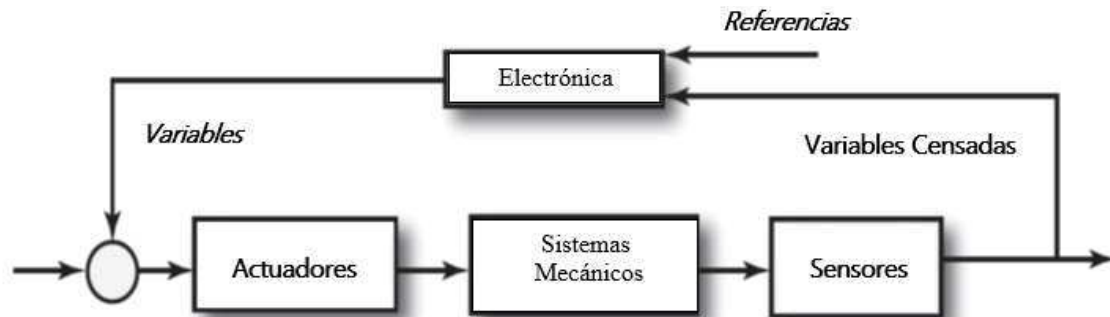 Referencias
Electrónica
Variables
Variables Censadas
Actuadores
Sistemas
Mecánicos
Sensores